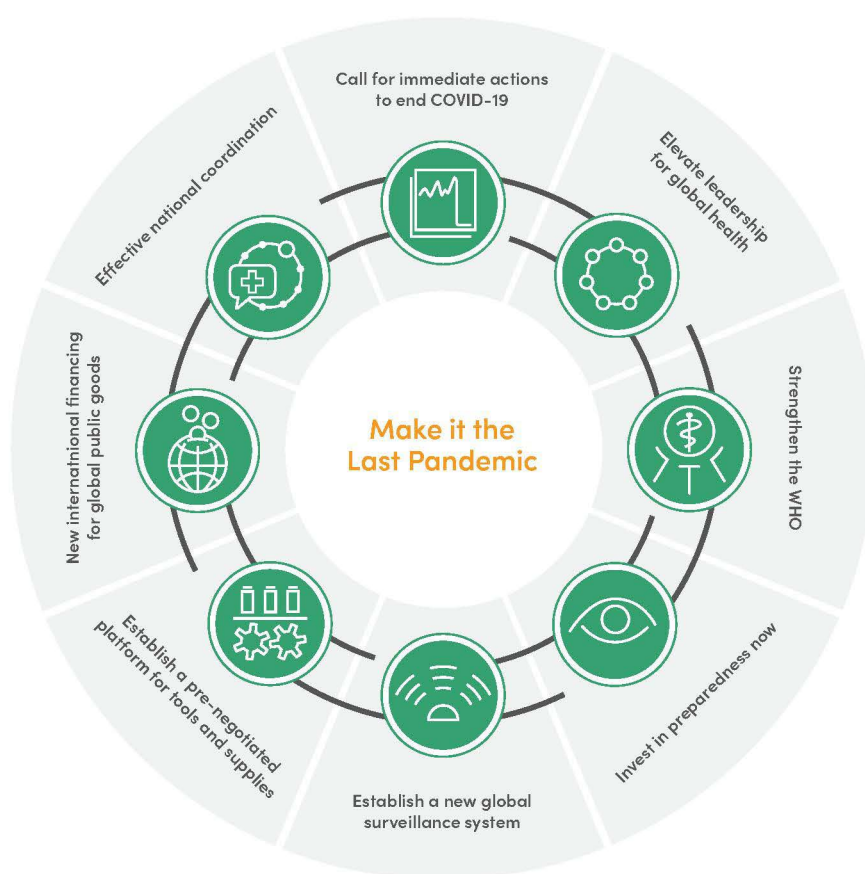 Call for immediate actions
to end COVID-19
Elevate leadership
for global health
Strengthen the WHO
Invest in preparedness now
Establish a new global
surveillance system
Establish a pre-negotiated
platform for tools and supplies
New internatninional financing
for global public goods
Effective national coordination
Make it the
Last Pandemic